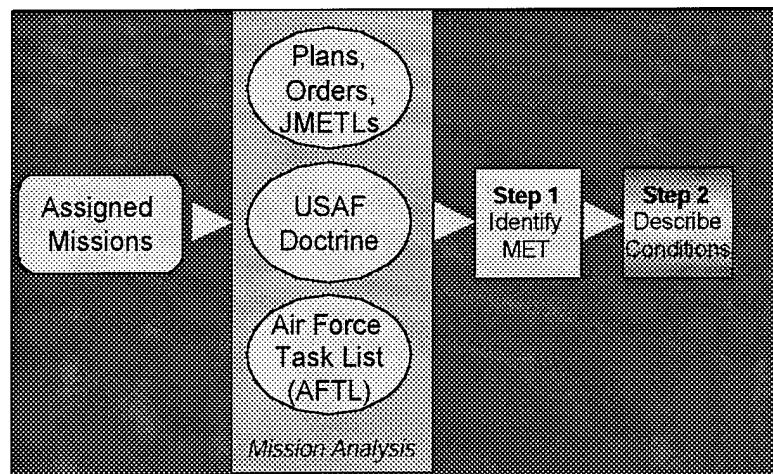 Plans,
Orders,
JMETLs
Assigned
Missions
USAF
Doctrine
Air Force
Task List
(AFTL)
Mission Analysis
Step 1
Identify
MET
Step 2
Describe
Conditions